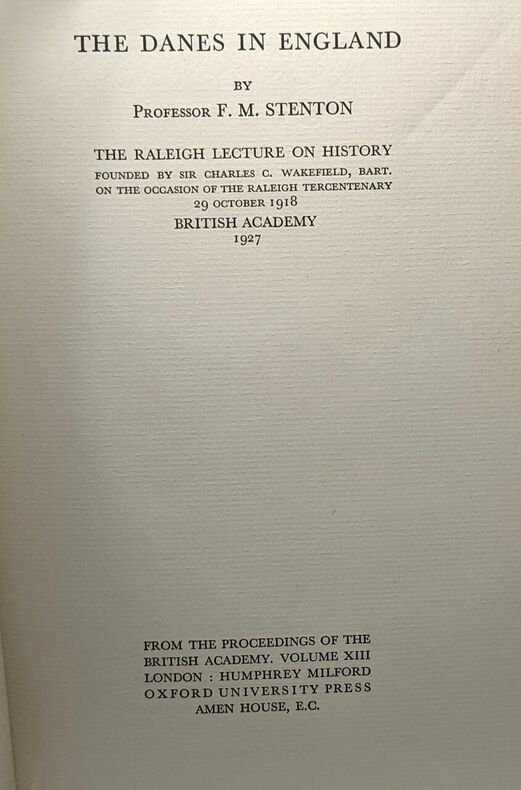 THE DANES IN ENGLAND
BY
PROFESSOR F. M. STENTON
THE RALEIGH LECTURE ON HISTORY
FOUNDED BY SIR CHARLES C. WAKEFIELD, BART.
ON THE OCCASION OF THE RALEIGH TERCENTENARY
29 OCTOBER 1918
BRITISH ACADEMY
1927
FROM THE PROCEEDINGS OF THE
BRITISH ACADEMY. VOLUME XIII
LONDON : HUMPHREY MILFORD
OXFORD UNIVERSITY PRESS
AMEN HOUSE, E.C.